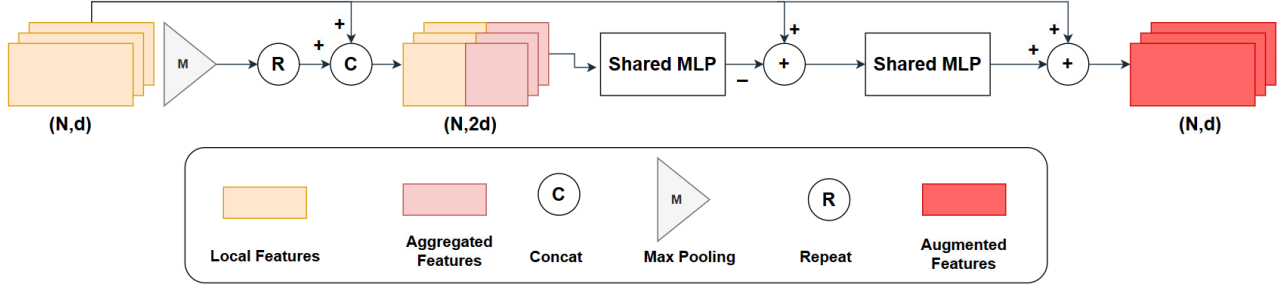 + + +
M R + C + Shared MLP − + Shared MLP + +
(N,d) (N,2d) (N,d)
C M R
Local Features Aggregated Features Concat Max Pooling Repeat Augmented Features